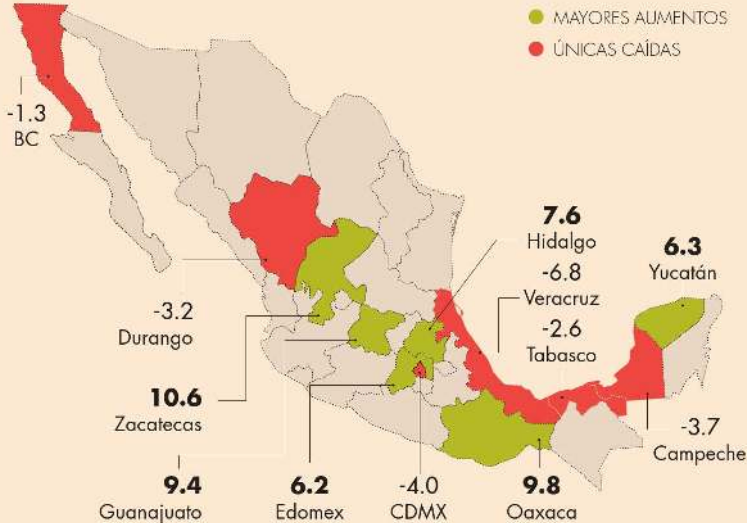 MAYORES AUMENTOS
ÚNICAS CAÍDAS
-1.3
BC
7.6
Hidalgo
6.3
Yucatán
-6.8
Veracruz
-3.2
Durango
-2.6
Tabasco
10.6
Zacatecas
-3.7
Campeche
9.4
Guanajuato
6.2
Edomex
-4.0
CDMX
9.8
Oaxaca